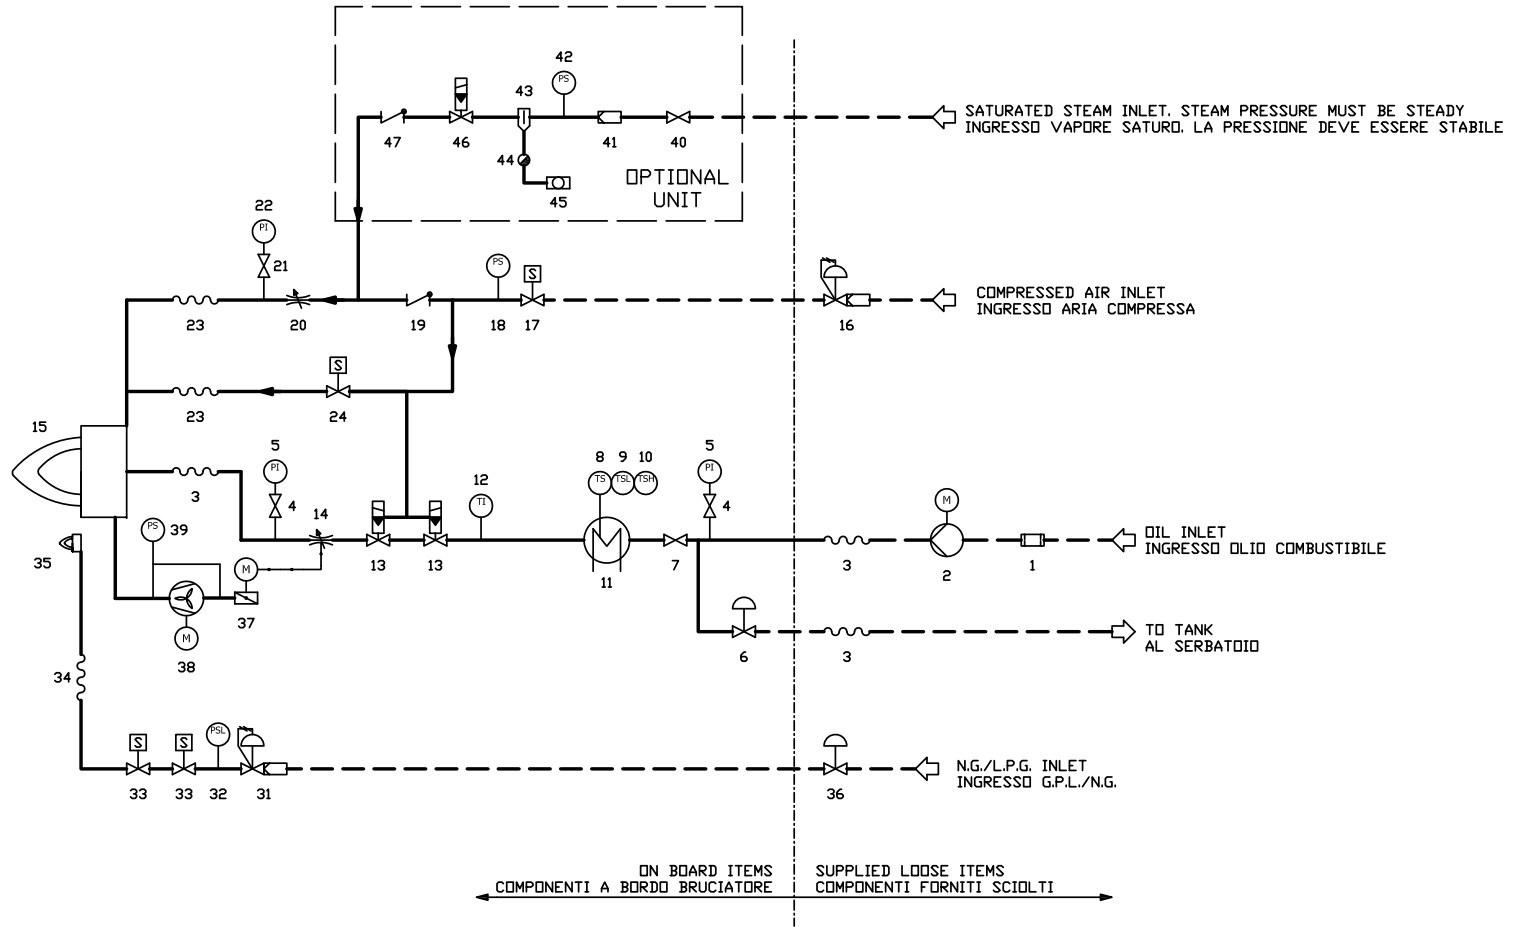 42
PS
43
47
46
44
41
40
45
OPTIONAL
UNIT
SATURATED STEAM INLET. STEAM PRESSURE MUST BE STEADY
INGRESSO VAPORE SATURO. LA PRESSIONE DEVE ESSERE STABILE
22
PI
21
23
20
19
PS
18
S
17
16
COMPRESSED AIR INLET
INGRESSO ARIA COMPRESSA
S
23
24
15
3
5
PI
4
14
13
13
12
TI
8
9
10
TS
TSL
TSH
11
7
5
PI
4
3
M
2
1
OIL INLET
INGRESSO OLIO COMBUSTIBILE
35
PS
39
M
37
M
38
6
3
TO TANK
AL SERBATOIO
34
S
33
S
33
PSL
32
31
36
N.G./L.P.G. INLET
INGRESSO G.P.L./N.G.
ON BOARD ITEMS
COMPONENTI A BORDO BRUCIATORE
SUPPLIED LOOSE ITEMS
COMPONENTI FORNITI SCIOLTI